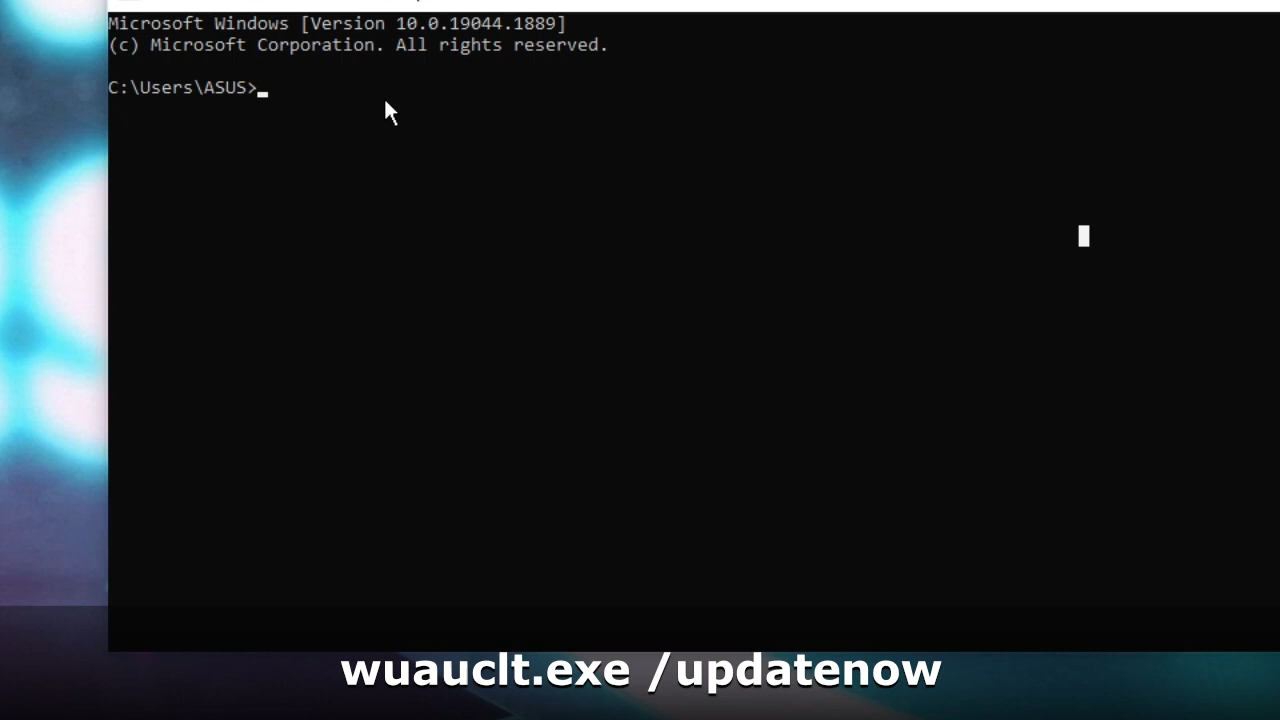 Microsoft Windows [Version 10.0.19044.1889]
(c) Microsoft Corporation. All rights reserved.
C:\Users\ASUS>
wuauclt.exe /updatenow